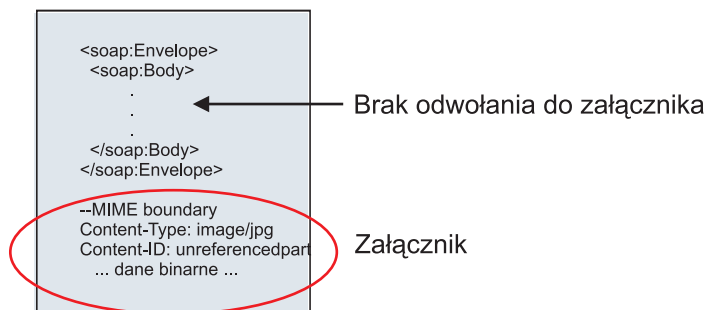 <soap:Envelope>
<soap:Body>
.
.
.
</soap:Body>
</soap:Envelope>
--MIME boundary
Content-Type: image/jpg
Content-ID: unreferencedpart
... dane binarne ...
Brak odwołania do załącznika
Załącznik